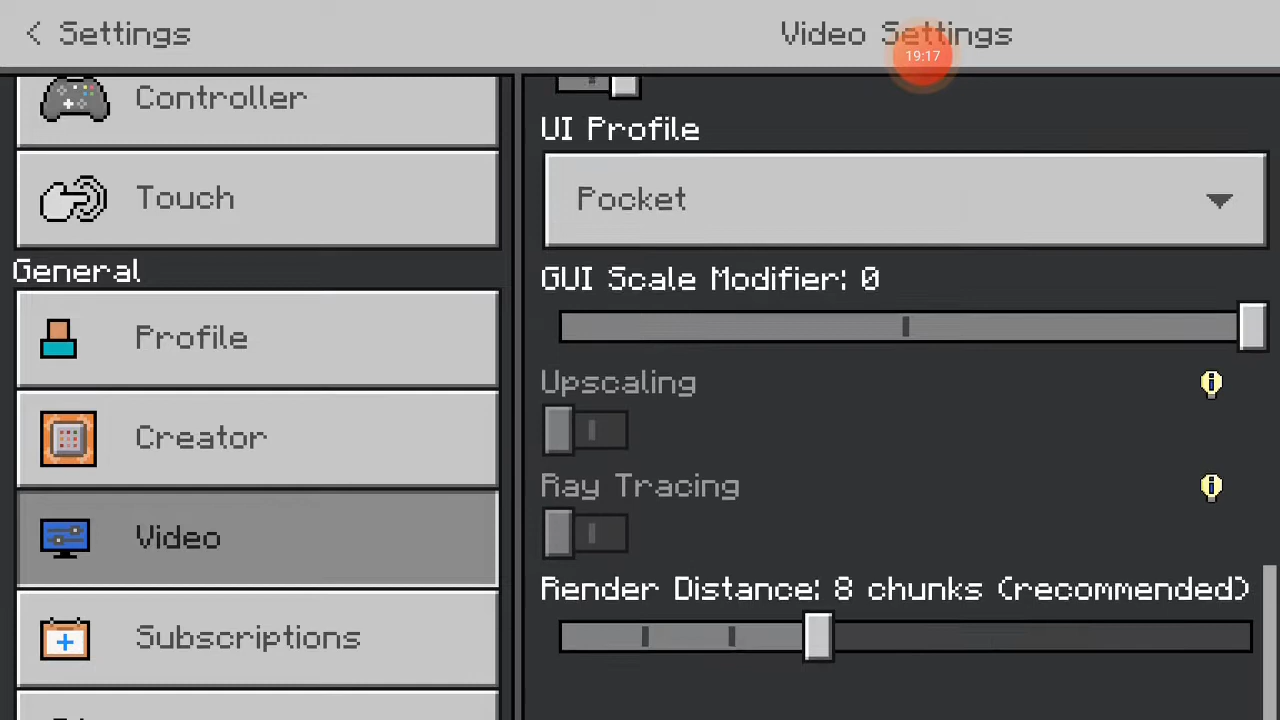 Settings
Video Settings
19:17
Controller
Touch
General
Profile
Creator
Video
Subscriptions
UI Profile
Pocket
GUI Scale Modifier: 0
Upscaling
Ray Tracing
Render Distance: 8 chunks (recommended)